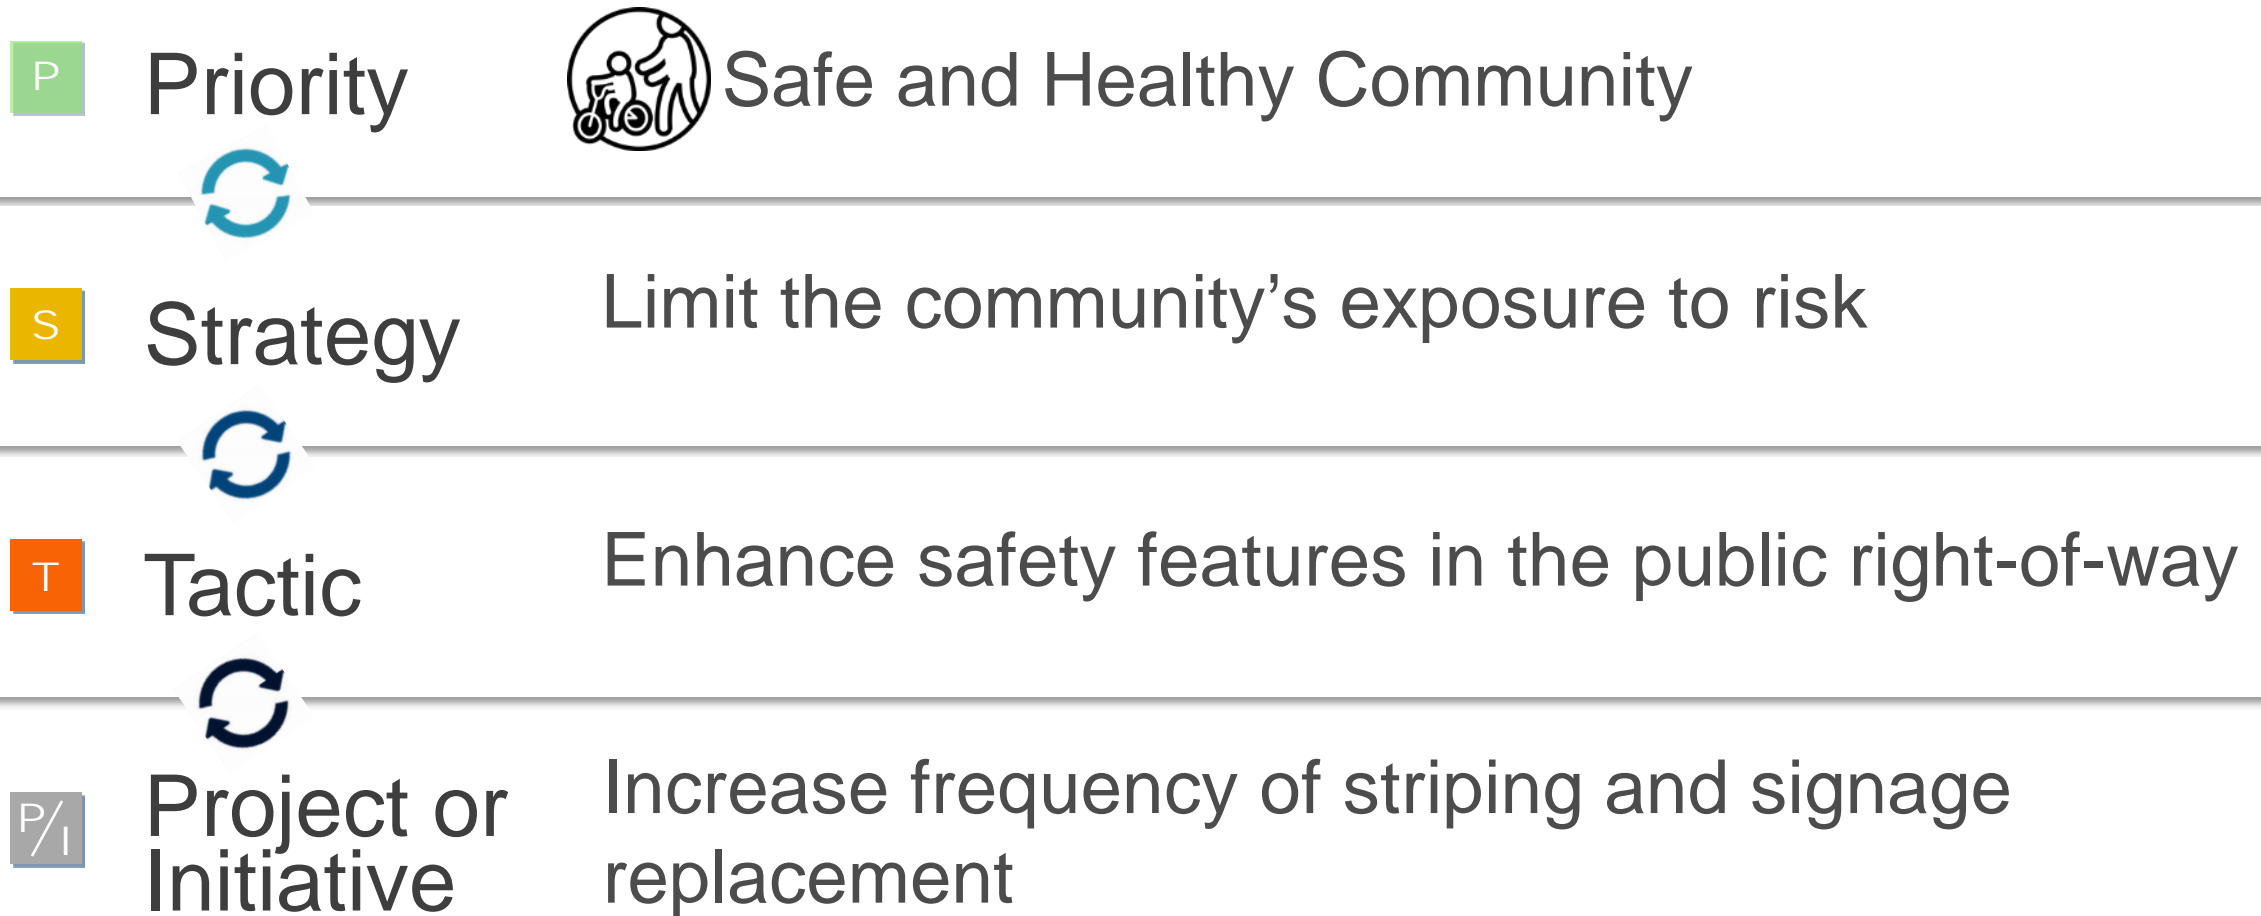 P Priority Safe and Healthy Community
S Strategy Limit the community’s exposure to risk
T Tactic Enhance safety features in the public right-of-way
P/I Project or
Initiative
Increase frequency of striping and signage
replacement